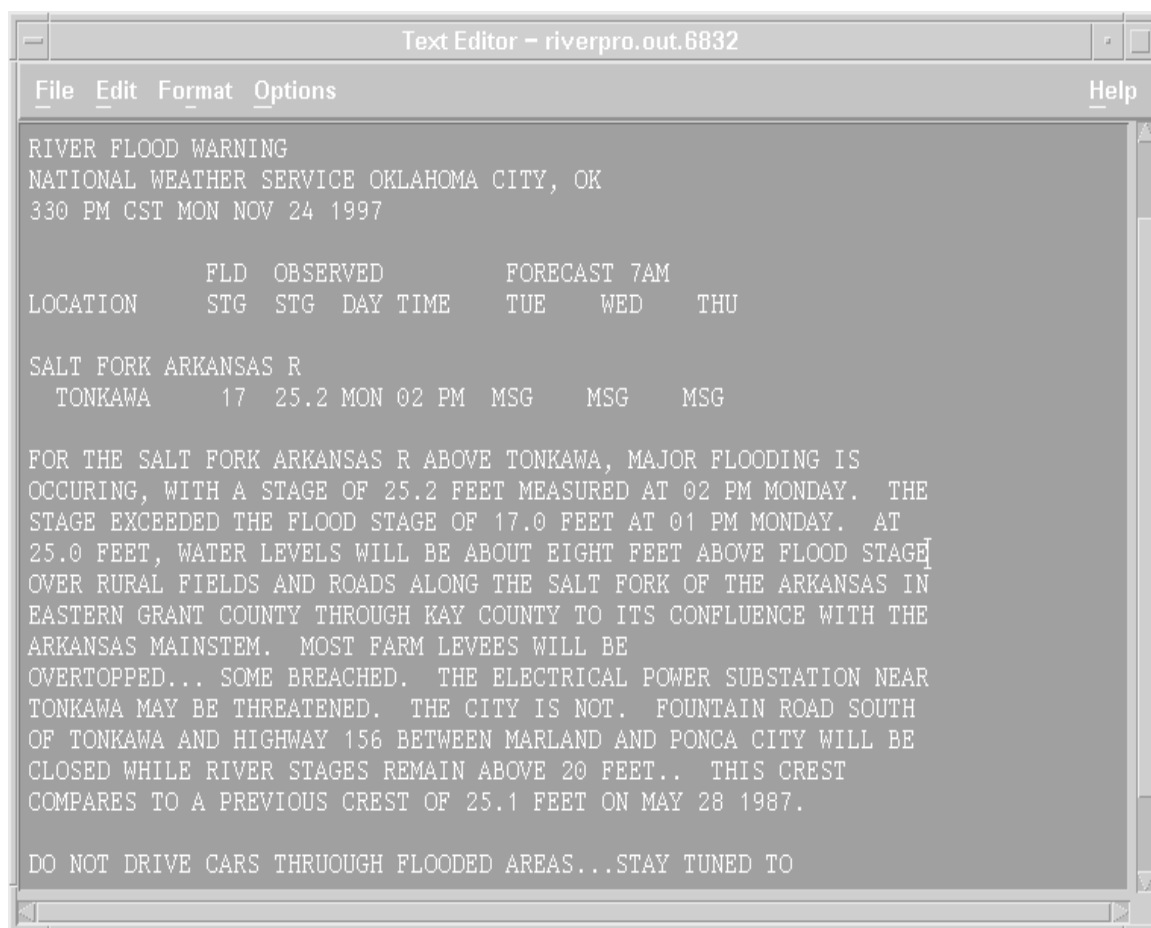 Text Editor – riverpro.out.6832
File Edit Format Options Help
RIVER FLOOD WARNING
NATIONAL WEATHER SERVICE OKLAHOMA CITY, OK
330 PM CST MON NOV 24 1997
FLD OBSERVED FORECAST 7AM
LOCATION STG STG DAY TIME TUE WED THU
SALT FORK ARKANSAS R
TONKAWA 17 25.2 MON 02 PM MSG MSG MSG
FOR THE SALT FORK ARKANSAS R ABOVE TONKAWA, MAJOR FLOODING IS
OCCURING, WITH A STAGE OF 25.2 FEET MEASURED AT 02 PM MONDAY. THE
STAGE EXCEEDED THE FLOOD STAGE OF 17.0 FEET AT 01 PM MONDAY. AT
25.0 FEET, WATER LEVELS WILL BE ABOUT EIGHT FEET ABOVE FLOOD STAGE
OVER RURAL FIELDS AND ROADS ALONG THE SALT FORK OF THE ARKANSAS IN
EASTERN GRANT COUNTY THROUGH KAY COUNTY TO ITS CONFLUENCE WITH THE
ARKANSAS MAINSTEM. MOST FARM LEVEES WILL BE
OVERTOPPED... SOME BREACHED. THE ELECTRICAL POWER SUBSTATION NEAR
TONKAWA MAY BE THREATENED. THE CITY IS NOT. FOUNTAIN ROAD SOUTH
OF TONKAWA AND HIGHWAY 156 BETWEEN MARLAND AND PONCA CITY WILL BE
CLOSED WHILE RIVER STAGES REMAIN ABOVE 20 FEET.. THIS CREST
COMPARES TO A PREVIOUS CREST OF 25.1 FEET ON MAY 28 1987.
DO NOT DRIVE CARS THRUOUGH FLOODED AREAS...STAY TUNED TO